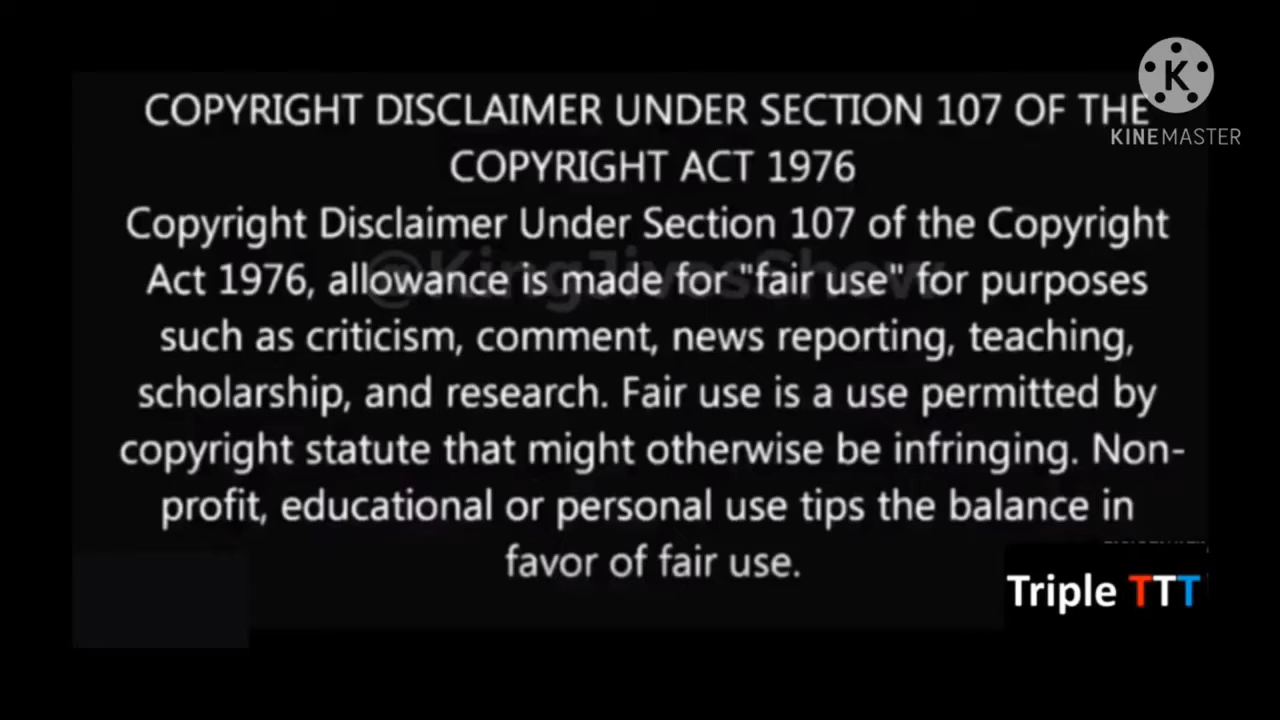 K
KINEMASTER
COPYRIGHT DISCLAIMER UNDER SECTION 107 OF THE
COPYRIGHT ACT 1976
Copyright Disclaimer Under Section 107 of the Copyright
Act 1976, allowance is made for "fair use" for purposes
such as criticism, comment, news reporting, teaching,
scholarship, and research. Fair use is a use permitted by
copyright statute that might otherwise be infringing. Non-
profit, educational or personal use tips the balance in
favor of fair use.
@KingJivesShow
Triple TTT